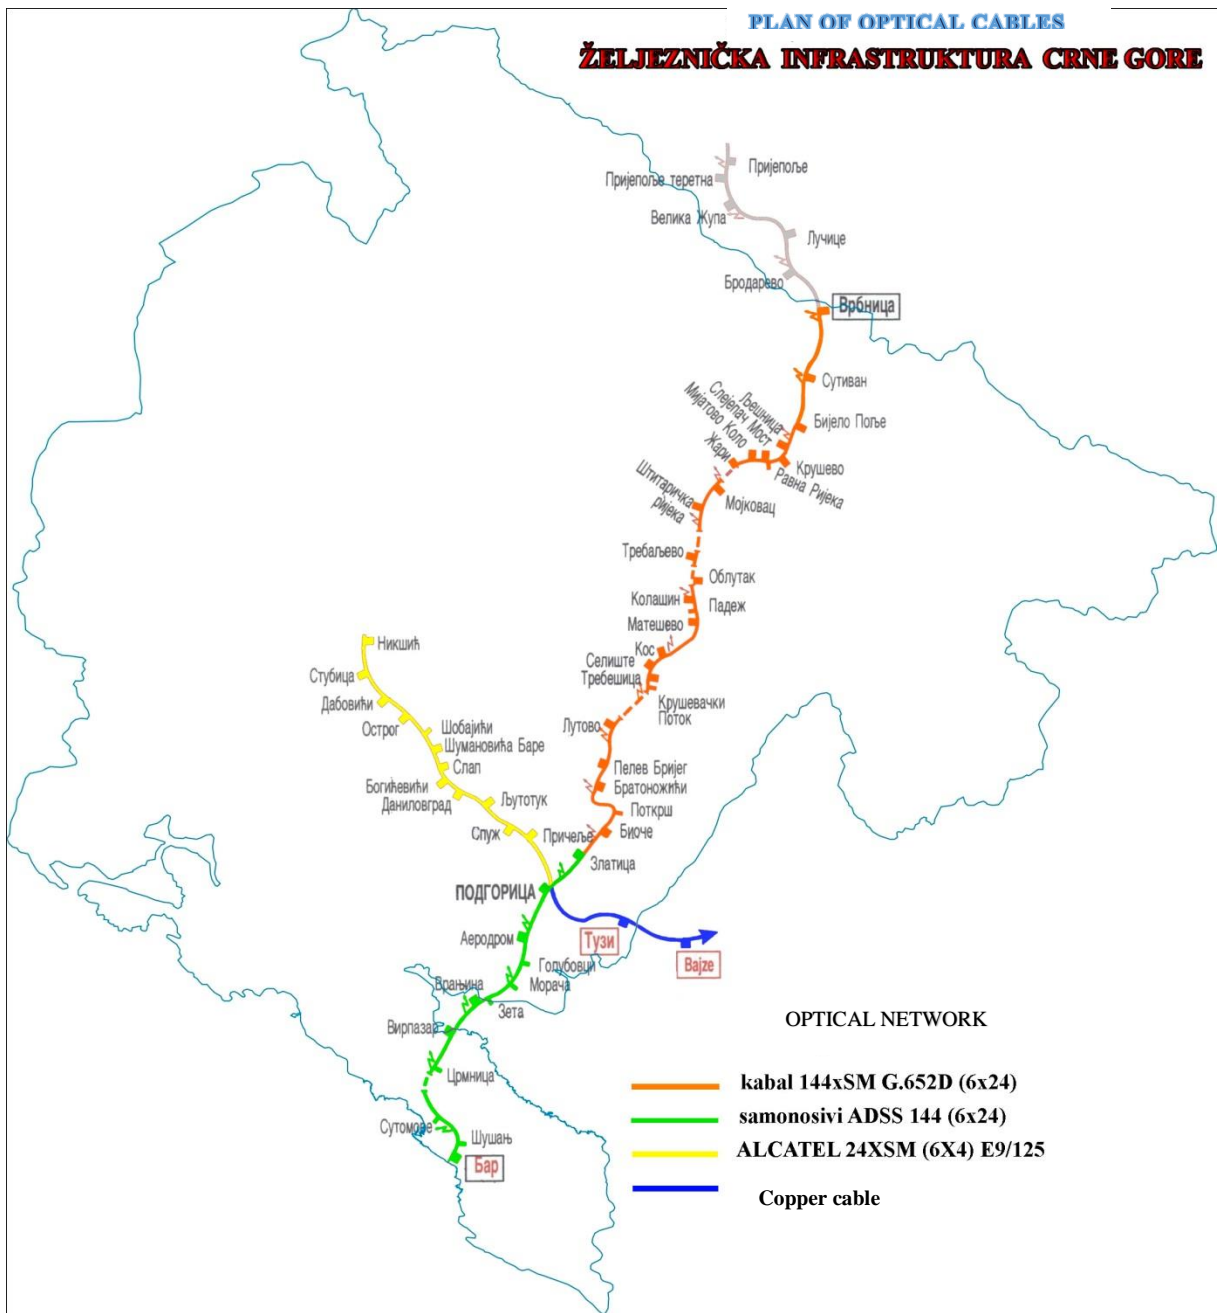 PLAN OF OPTICAL CABLES
ŽELJEZNIČKA INFRASTRUKTURA CRNE GORE
Пријепоље
Пријепоље теретна
Велика Жупа
Лучице
Бродарево
Врбница
Сутиван
Бијело Поље
Љешница
Слејепач Мост
Мијатово Коло
Жари
Крушево
Равна Ријека
Мојковац
Штитаричка
ријека
Требаљево
Облутак
Колашин
Падеж
Матешево
Кос
Селиште
Требешица
Крушевачки
Поток
Лутово
Пелев Бријег
Братоножићи
Поткрш
Биоче
Златица
Никшић
Стубица
Дабовићи
Острог
Шобајићи
Шумановића Баре
Слап
Богићевићи
Даниловград
Љутотук
Спуж
Причеље
ПОДГОРИЦА
Тузи
Bajze
Аеродром
Голубовци
Морача
Врањина
Зета
Вирпазар
Црмница
Сутоморе
Шушањ
Бар
OPTICAL NETWORK
kabal 144xSM G.652D (6x24)
samonosivi ADSS 144 (6x24)
ALCATEL 24XSM (6X4) E9/125
Copper cable